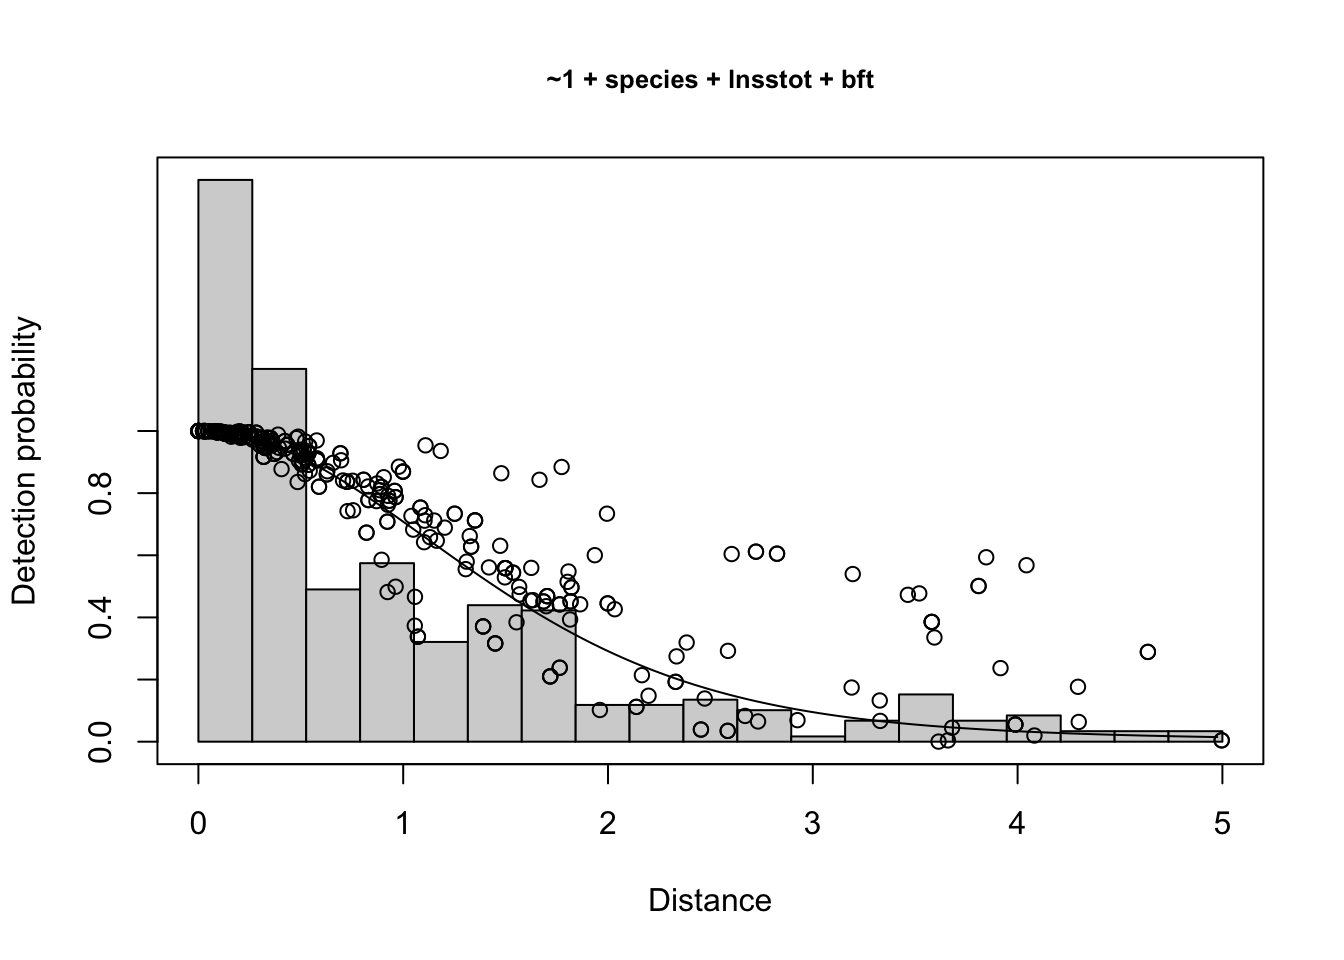 ~1 + species + lnsstot + bft
Detection probability
0.8
0.4
0.0
0 1 2 3 4 5
Distance